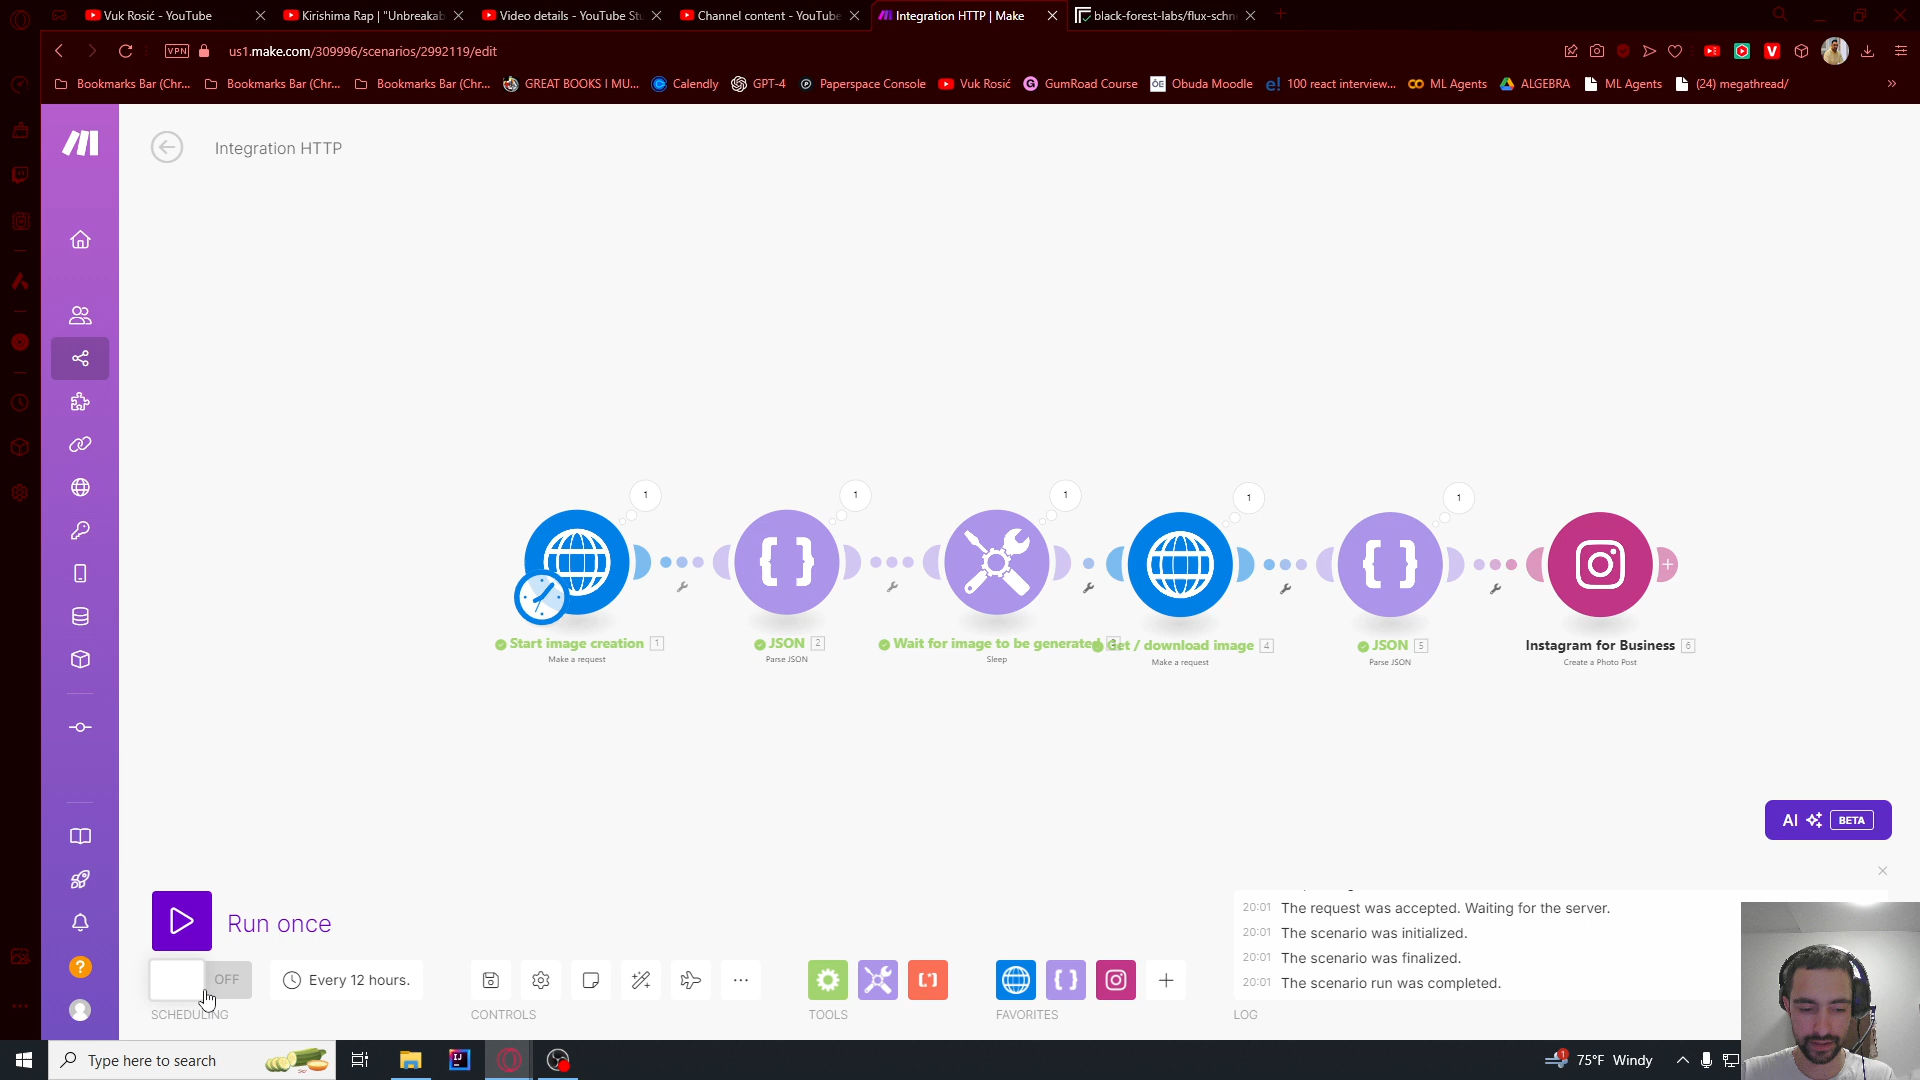 Vuk Rosić - YouTube
Kirishima Rap | "Unbreakab
Video details - YouTube Stu
Channel content - YouTube
Integration HTTP | Make
black-forest-labs/flux-schn
VPN
us1.make.com/309996/scenarios/2992119/edit
Bookmarks Bar (Chr...
Bookmarks Bar (Chr...
Bookmarks Bar (Chr...
GREAT BOOKS I MU...
Calendly
GPT-4
Paperspace Console
Vuk Rosić
GumRoad Course
Obuda Moodle
100 react interview...
ML Agents
ALGEBRA
ML Agents
(24) megathread/
Integration HTTP
1
1
1
1
1
Start image creation 1
Make a request
JSON 2
Parse JSON
Wait for image to be generated
Sleep
Get / download image 4
Make a request
JSON 5
Parse JSON
Instagram for Business 6
Create a Photo Post
AI BETA
Run once
OFF
Every 12 hours.
SCHEDULING
CONTROLS
TOOLS
FAVORITES
20:01 The request was accepted. Waiting for the server.
20:01 The scenario was initialized.
20:01 The scenario was finalized.
20:01 The scenario run was completed.
LOG
Type here to search
1
75°F Windy